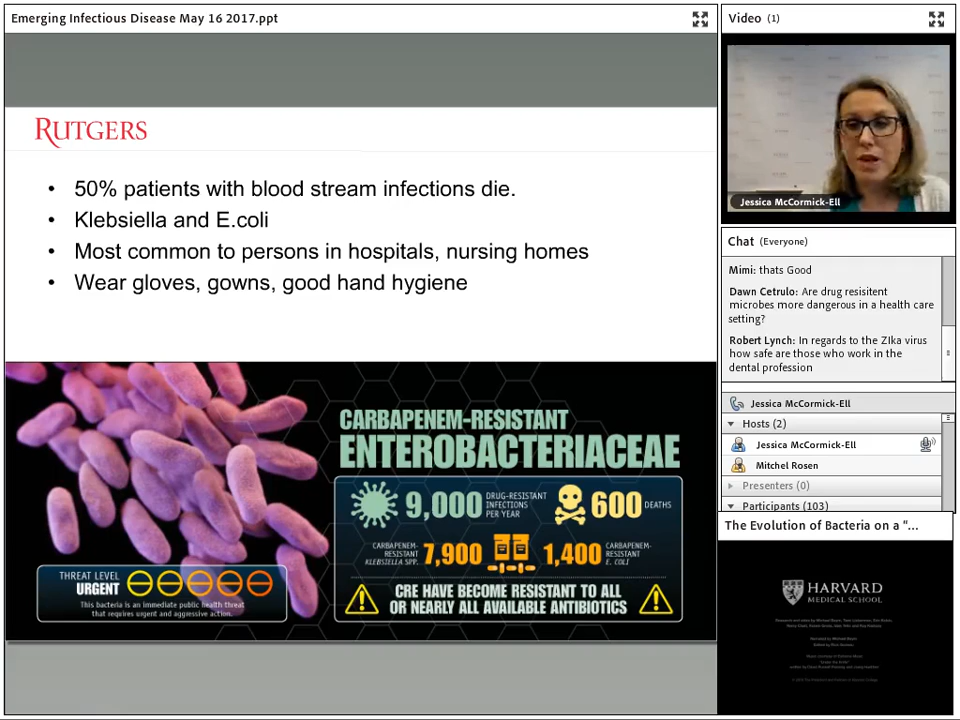 Emerging Infectious Disease May 16 2017.ppt
RUTGERS
• 50% patients with blood stream infections die.
• Klebsiella and E.coli
• Most common to persons in hospitals, nursing homes
• Wear gloves, gowns, good hand hygiene
CARBAPENEM-RESISTANT
ENTEROBACTERIACEAE
9,000 DRUG-RESISTANT
INFECTIONS
PER YEAR
600 DEATHS
CARBAPENEM-
RESISTANT
KLEBSIELLA SPP.
7,900
1,400
CARBAPENEM-
RESISTANT
E. COLI
CRE HAVE BECOME RESISTANT TO ALL
OR NEARLY ALL AVAILABLE ANTIBIOTICS
THREAT LEVEL
URGENT
This bacteria is an immediate public health threat
that requires urgent and aggressive action.
Video (1)
Jessica McCormick-Ell
Chat (Everyone)
Mimi: thats Good
Dawn Cetrulo: Are drug resisitent
microbes more dangerous in a health care
setting?
Robert Lynch: In regards to the ZIka virus
how safe are those who work in the
dental profession
Jessica McCormick-Ell
Hosts (2)
Jessica McCormick-Ell
Mitchel Rosen
Presenters (0)
Participants (103)
The Evolution of Bacteria on a “...
HARVARD
MEDICAL SCHOOL